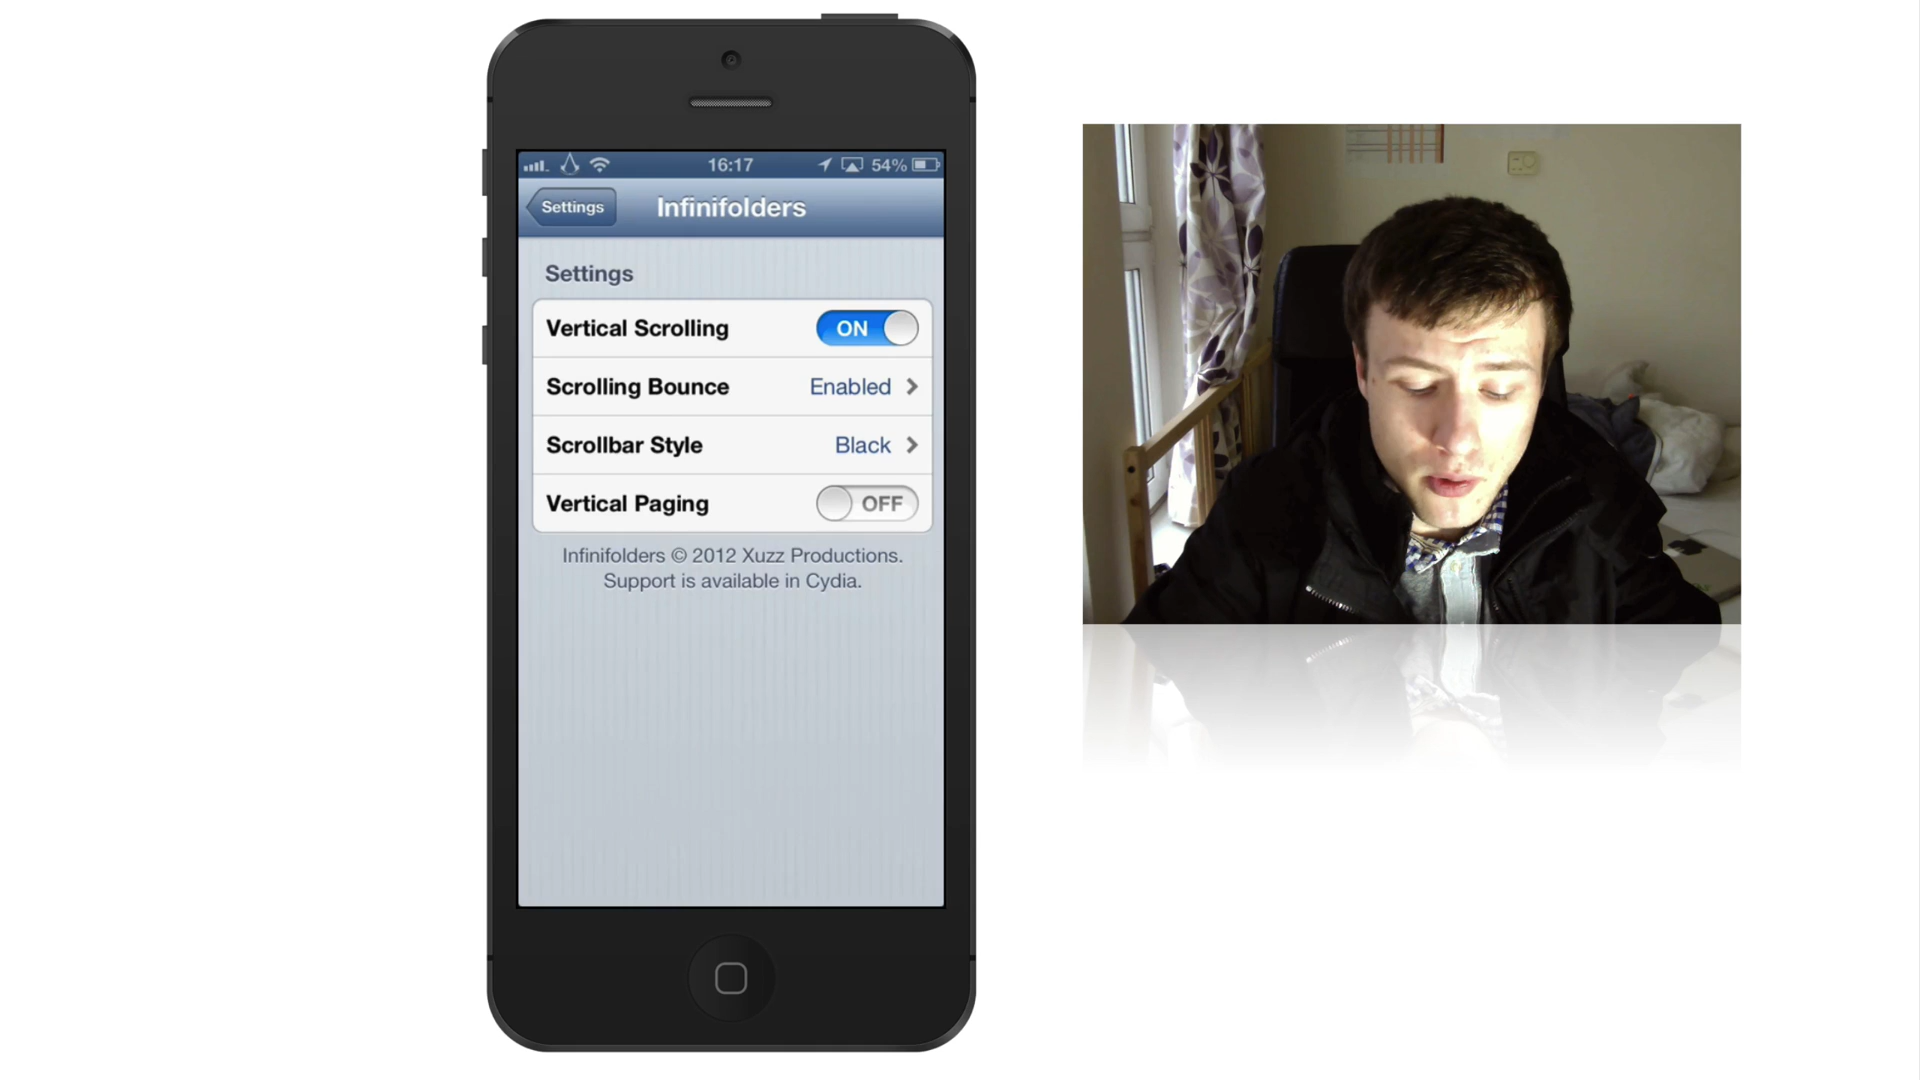 16:17
54%
Settings
Infinifolders
Settings
Vertical Scrolling
ON
Scrolling Bounce
Enabled
Scrollbar Style
Black
Vertical Paging
OFF
Infinifolders © 2012 Xuzz Productions.
Support is available in Cydia.